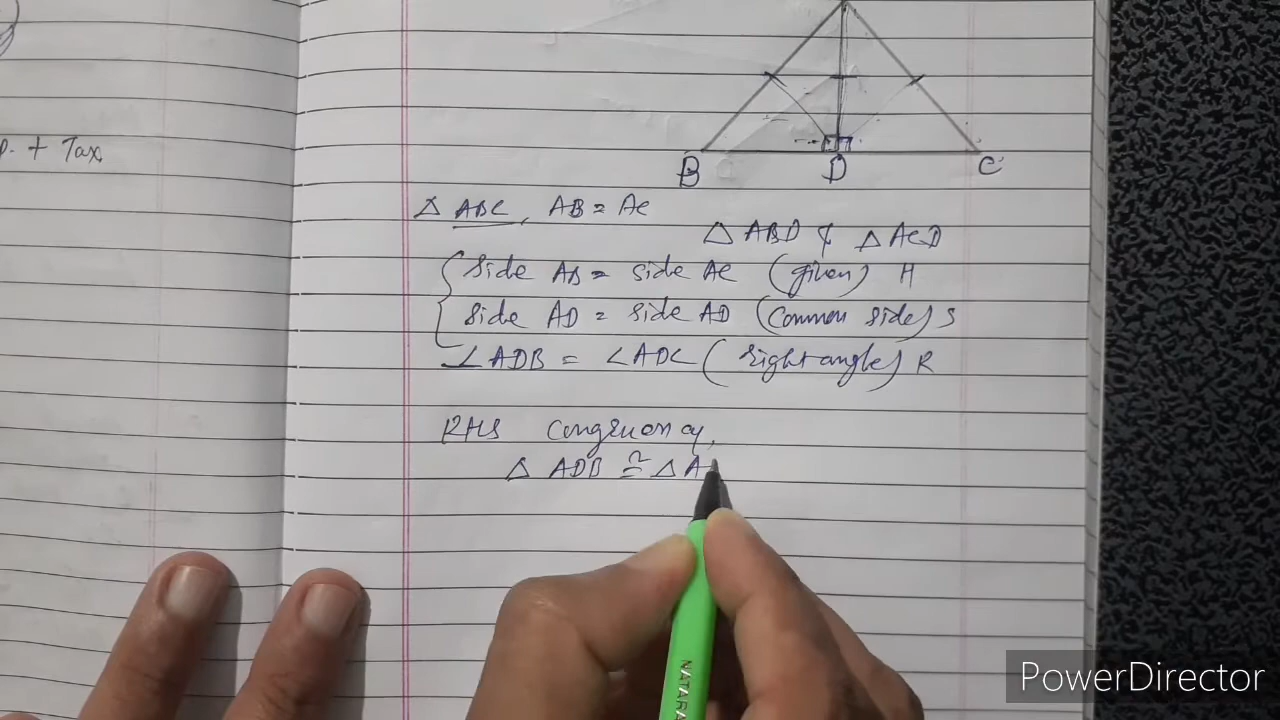 p. + Tax
B D C
△ ABC, AB = AC
△ ABD & △ ACD
Side AB = side AC (given) H
Side AD = side AD (Common side) S
∠ADB = ∠ADC (right angle) R
RHS congruency,
△ ADB ≅ △ A
NATARA
PowerDirector